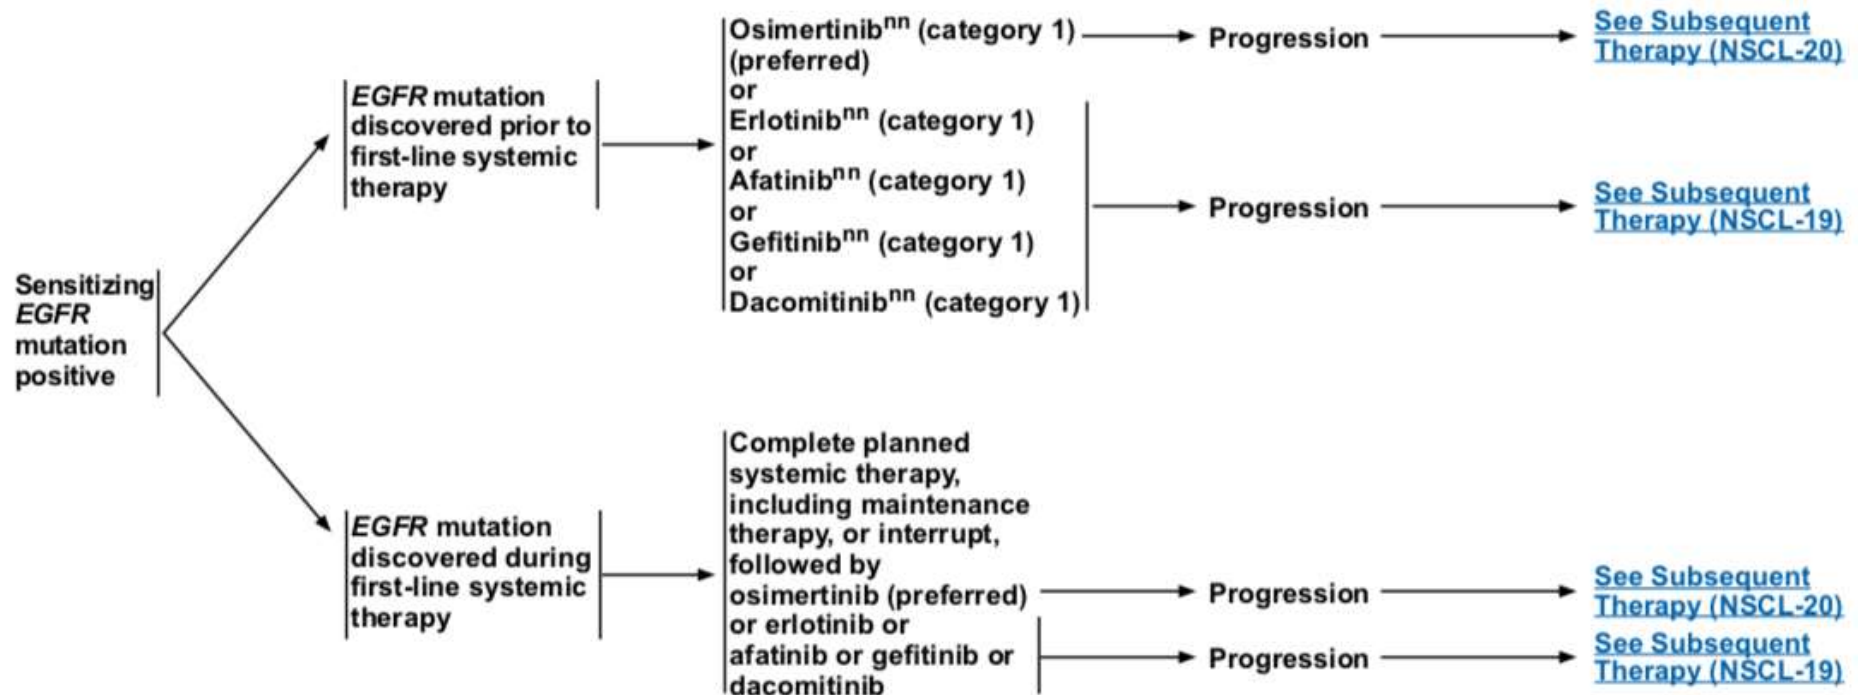 Sensitizing
EGFR
mutation
positive
EGFR mutation
discovered prior to
first-line systemic
therapy
Osimertinibnn (category 1)
(preferred)
or
Erlotinibnn (category 1)
or
Afatinibnn (category 1)
or
Gefitinibnn (category 1)
or
Dacomitinibnn (category 1)
Progression
See Subsequent
Therapy (NSCL-20)
Progression
See Subsequent
Therapy (NSCL-19)
EGFR mutation
discovered during
first-line systemic
therapy
Complete planned
systemic therapy,
including maintenance
therapy, or interrupt,
followed by
osimertinib (preferred)
or erlotinib or
afatinib or gefitinib or
dacomitinib
Progression
See Subsequent
Therapy (NSCL-20)
Progression
See Subsequent
Therapy (NSCL-19)